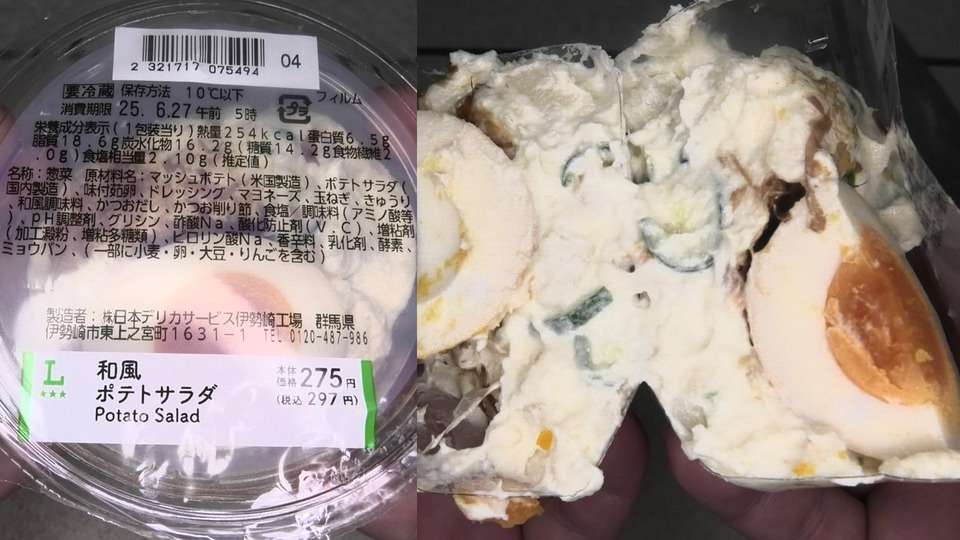 2 321717 075494
04
要冷蔵 保存方法 10℃以下
消費期限 25. 6.27 午前 5時
プラ
フィルム
栄養成分表示(1包装当り)熱量254kcal蛋白質6.5g
脂質18.6g炭水化物16.2g(糖質14.2g食物繊維2
.0g)食塩相当量2.10g(推定値)
名称:惣菜 原材料名:マッシュポテト(米国製造)、ポテトサラダ(
国内製造)、味付茹卵、ドレッシング、マヨネーズ、玉ねぎ、きゅうり
、和風調味料、かつおだし、かつお削り節、食塩/調味料(アミノ酸等
)、pH調整剤、グリシン、酢酸Na、酸化防止剤(V.C)、増粘剤
(加工澱粉、増粘多糖類)、ピロリン酸Na、香辛料、乳化剤、酵素、
ミョウバン、(一部に小麦・卵・大豆・りんごを含む)
製造者:㈱日本デリカサービス伊勢崎工場 群馬県
伊勢崎市東上之宮町1631-1 TEL 0120-487-986
L
和風
ポテトサラダ
Potato Salad
本体価格 275円
(税込 297円)